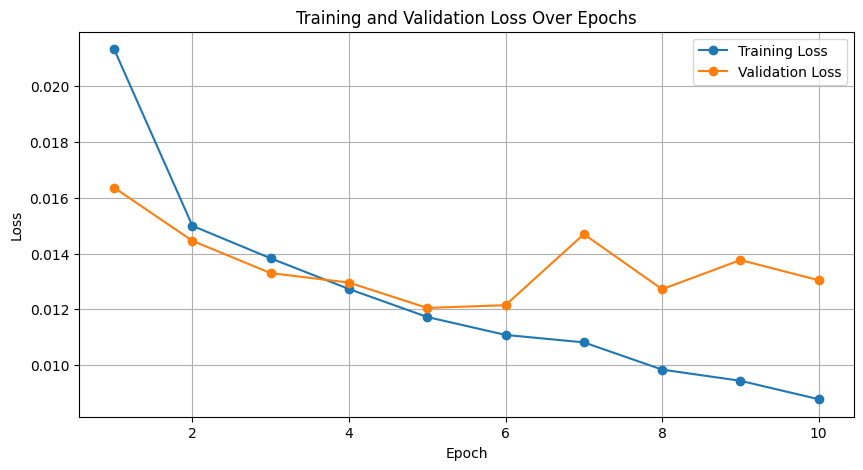 Training and Validation Loss Over Epochs
Training Loss
Validation Loss
Loss
0.020
0.018
0.016
0.014
0.012
0.010
2
4
6
8
10
Epoch